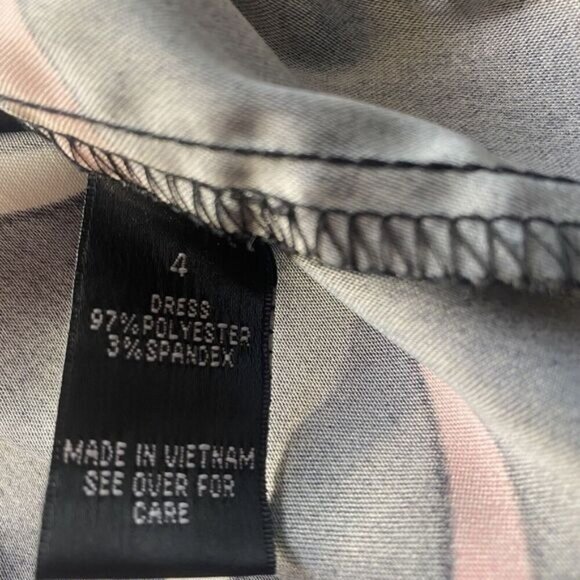 4
DRESS
97%POLYESTER
3%SPANDEX
MADE IN VIETNAM
SEE OVER FOR
CARE